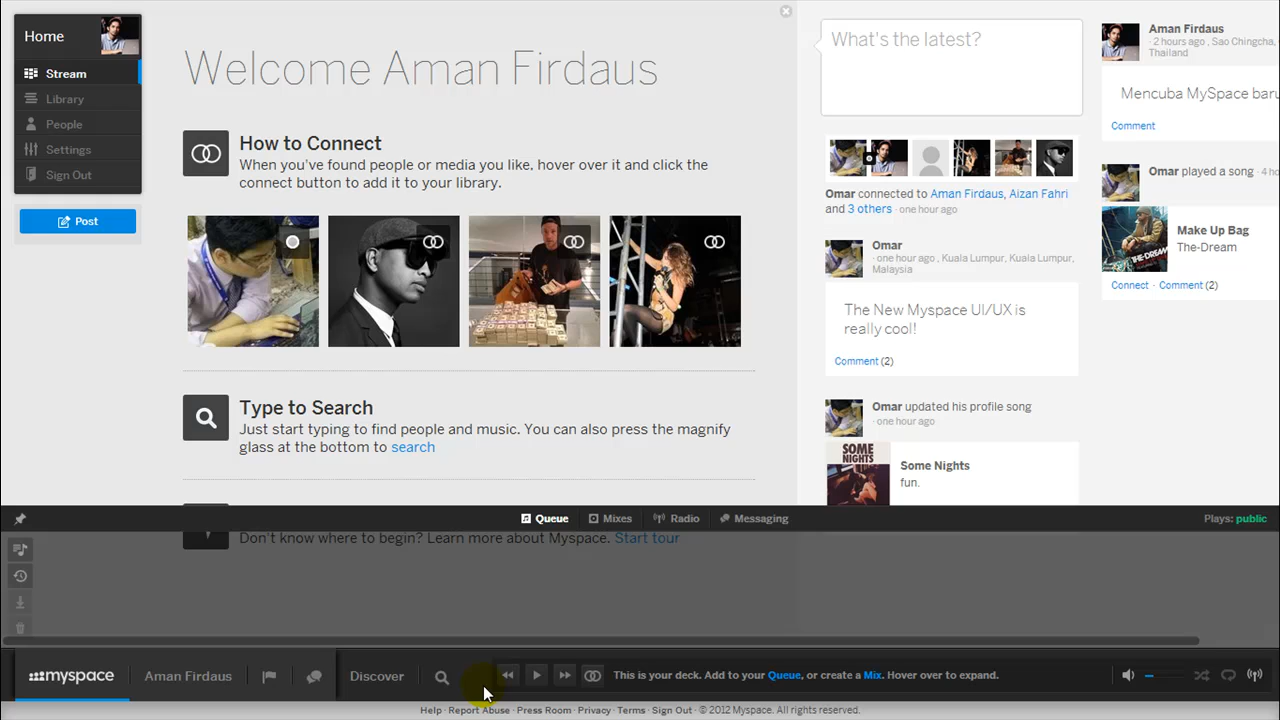 Home
Stream
Library
People
Settings
Sign Out
Post
Welcome Aman Firdaus
How to Connect
When you've found people or media you like, hover over it and click the
connect button to add it to your library.
Type to Search
Just start typing to find people and music. You can also press the magnify
glass at the bottom to search
Don't know where to begin? Learn more about Myspace. Start tour
What's the latest?
Omar connected to Aman Firdaus, Aizan Fahri
and 3 others · one hour ago
Omar
· one hour ago , Kuala Lumpur, Kuala Lumpur,
Malaysia
The New Myspace UI/UX is
really cool!
Comment (2)
Omar updated his profile song
· one hour ago
SOME
NIGHTS
Some Nights
fun.
Aman Firdaus
· 2 hours ago , Sao Chingcha,
Thailand
Mencuba MySpace baru
Comment
Omar played a song · 4 ho
THE-DREAM
Make Up Bag
The-Dream
Connect · Comment (2)
Queue
Mixes
Radio
Messaging
Plays: public
myspace
Aman Firdaus
Discover
This is your deck. Add to your Queue, or create a Mix. Hover over to expand.
Help · Report Abuse · Press Room · Privacy · Terms · Sign Out · © 2012 Myspace. All rights reserved.